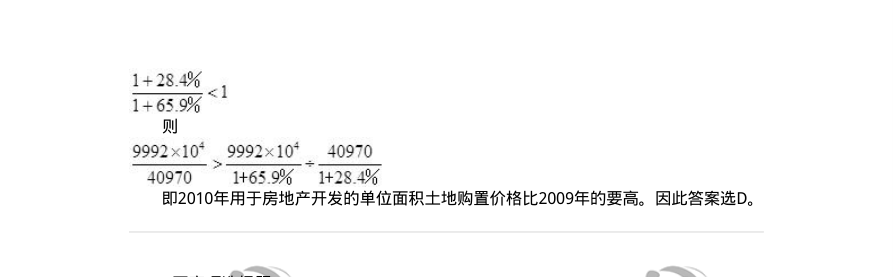 (1+28.4%)/(1+65.9%) < 1
则
(9992×10⁴)/40970 > (9992×10⁴)/(1+65.9%) ÷ 40970/(1+28.4%)
即2010年用于房地产开发的单位面积土地购置价格比2009年的要高。因此答案选D。